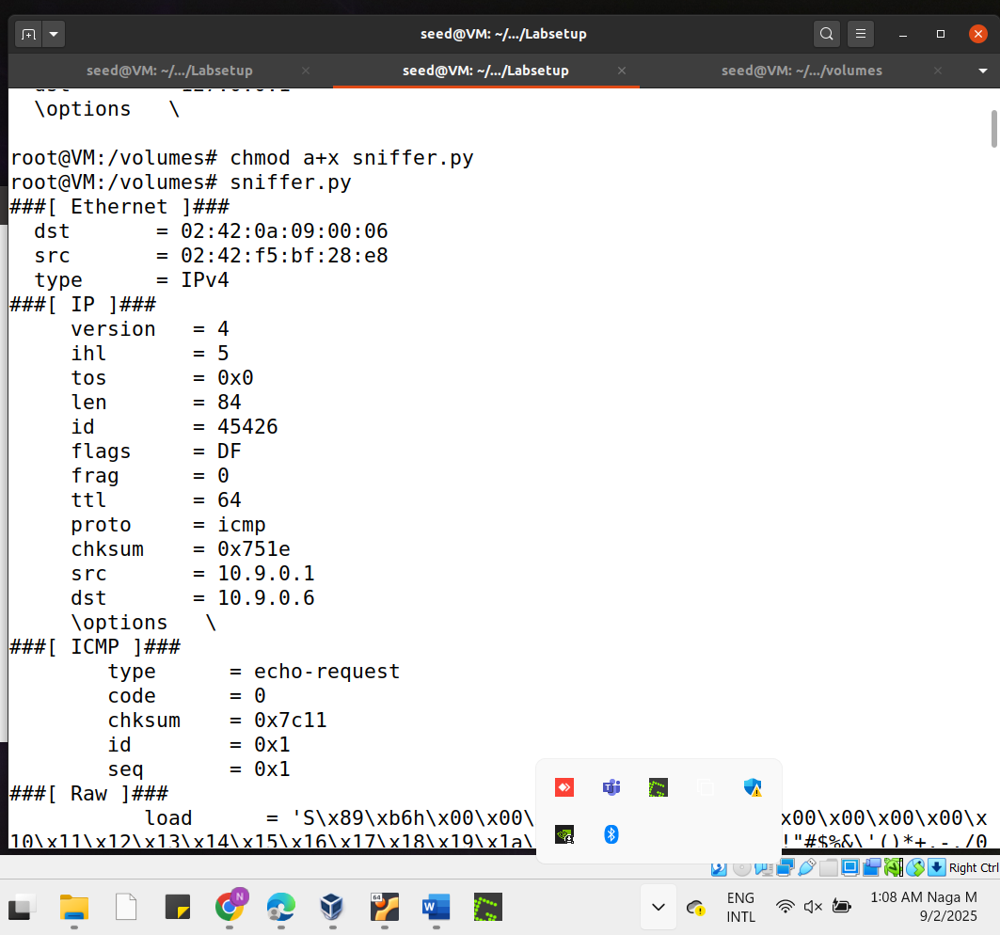 seed@VM: ~/.../Labsetup
seed@VM: ~/.../Labsetup
seed@VM: ~/.../Labsetup
seed@VM: ~/.../volumes
\options \
root@VM:/volumes# chmod a+x sniffer.py
root@VM:/volumes# sniffer.py
###[ Ethernet ]###
dst = 02:42:0a:09:00:06
src = 02:42:f5:bf:28:e8
type = IPv4
###[ IP ]###
version = 4
ihl = 5
tos = 0x0
len = 84
id = 45426
flags = DF
frag = 0
ttl = 64
proto = icmp
chksum = 0x751e
src = 10.9.0.1
dst = 10.9.0.6
\options \
###[ ICMP ]###
type = echo-request
code = 0
chksum = 0x7c11
id = 0x1
seq = 0x1
###[ Raw ]###
load = 'S\x89\xb6h\x00\x00\ x00\x00\x00\x00\x
10\x11\x12\x13\x14\x15\x16\x17\x18\x19\x1a\ !"#$%&\'()*+,-./0
Right Ctrl
N
64
W
ENG
INTL
1:08 AM Naga M
9/2/2025